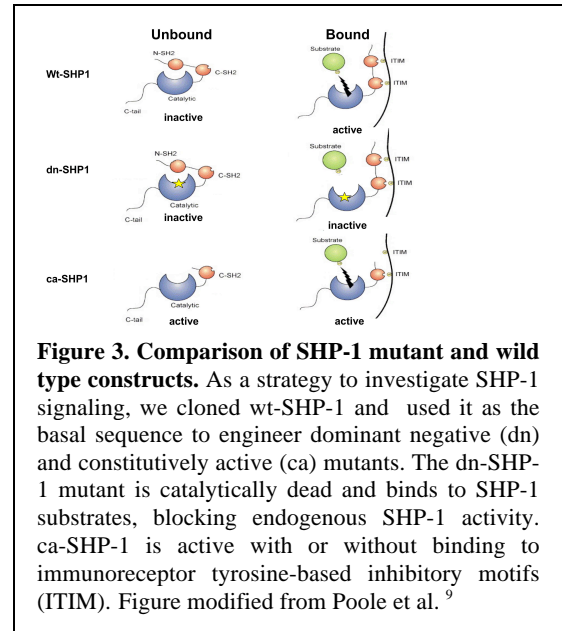 Unbound
Bound
Wt-SHP1
N-SH2
C-SH2
Catalytic
C-tail
inactive
Substrate
ITIM
ITIM
active
dn-SHP1
N-SH2
C-SH2
Catalytic
C-tail
inactive
ITIM
ITIM
inactive
ca-SHP1
C-SH2
Catalytic
C-tail
active
Substrate
ITIM
active
Figure 3. Comparison of SHP-1 mutant and wild
type constructs. As a strategy to investigate SHP-1
signaling, we cloned wt-SHP-1 and used it as the
basal sequence to engineer dominant negative (dn)
and constitutively active (ca) mutants. The dn-SHP-
1 mutant is catalytically dead and binds to SHP-1
substrates, blocking endogenous SHP-1 activity.
ca-SHP-1 is active with or without binding to
immunoreceptor tyrosine-based inhibitory motifs
(ITIM). Figure modified from Poole et al. 9